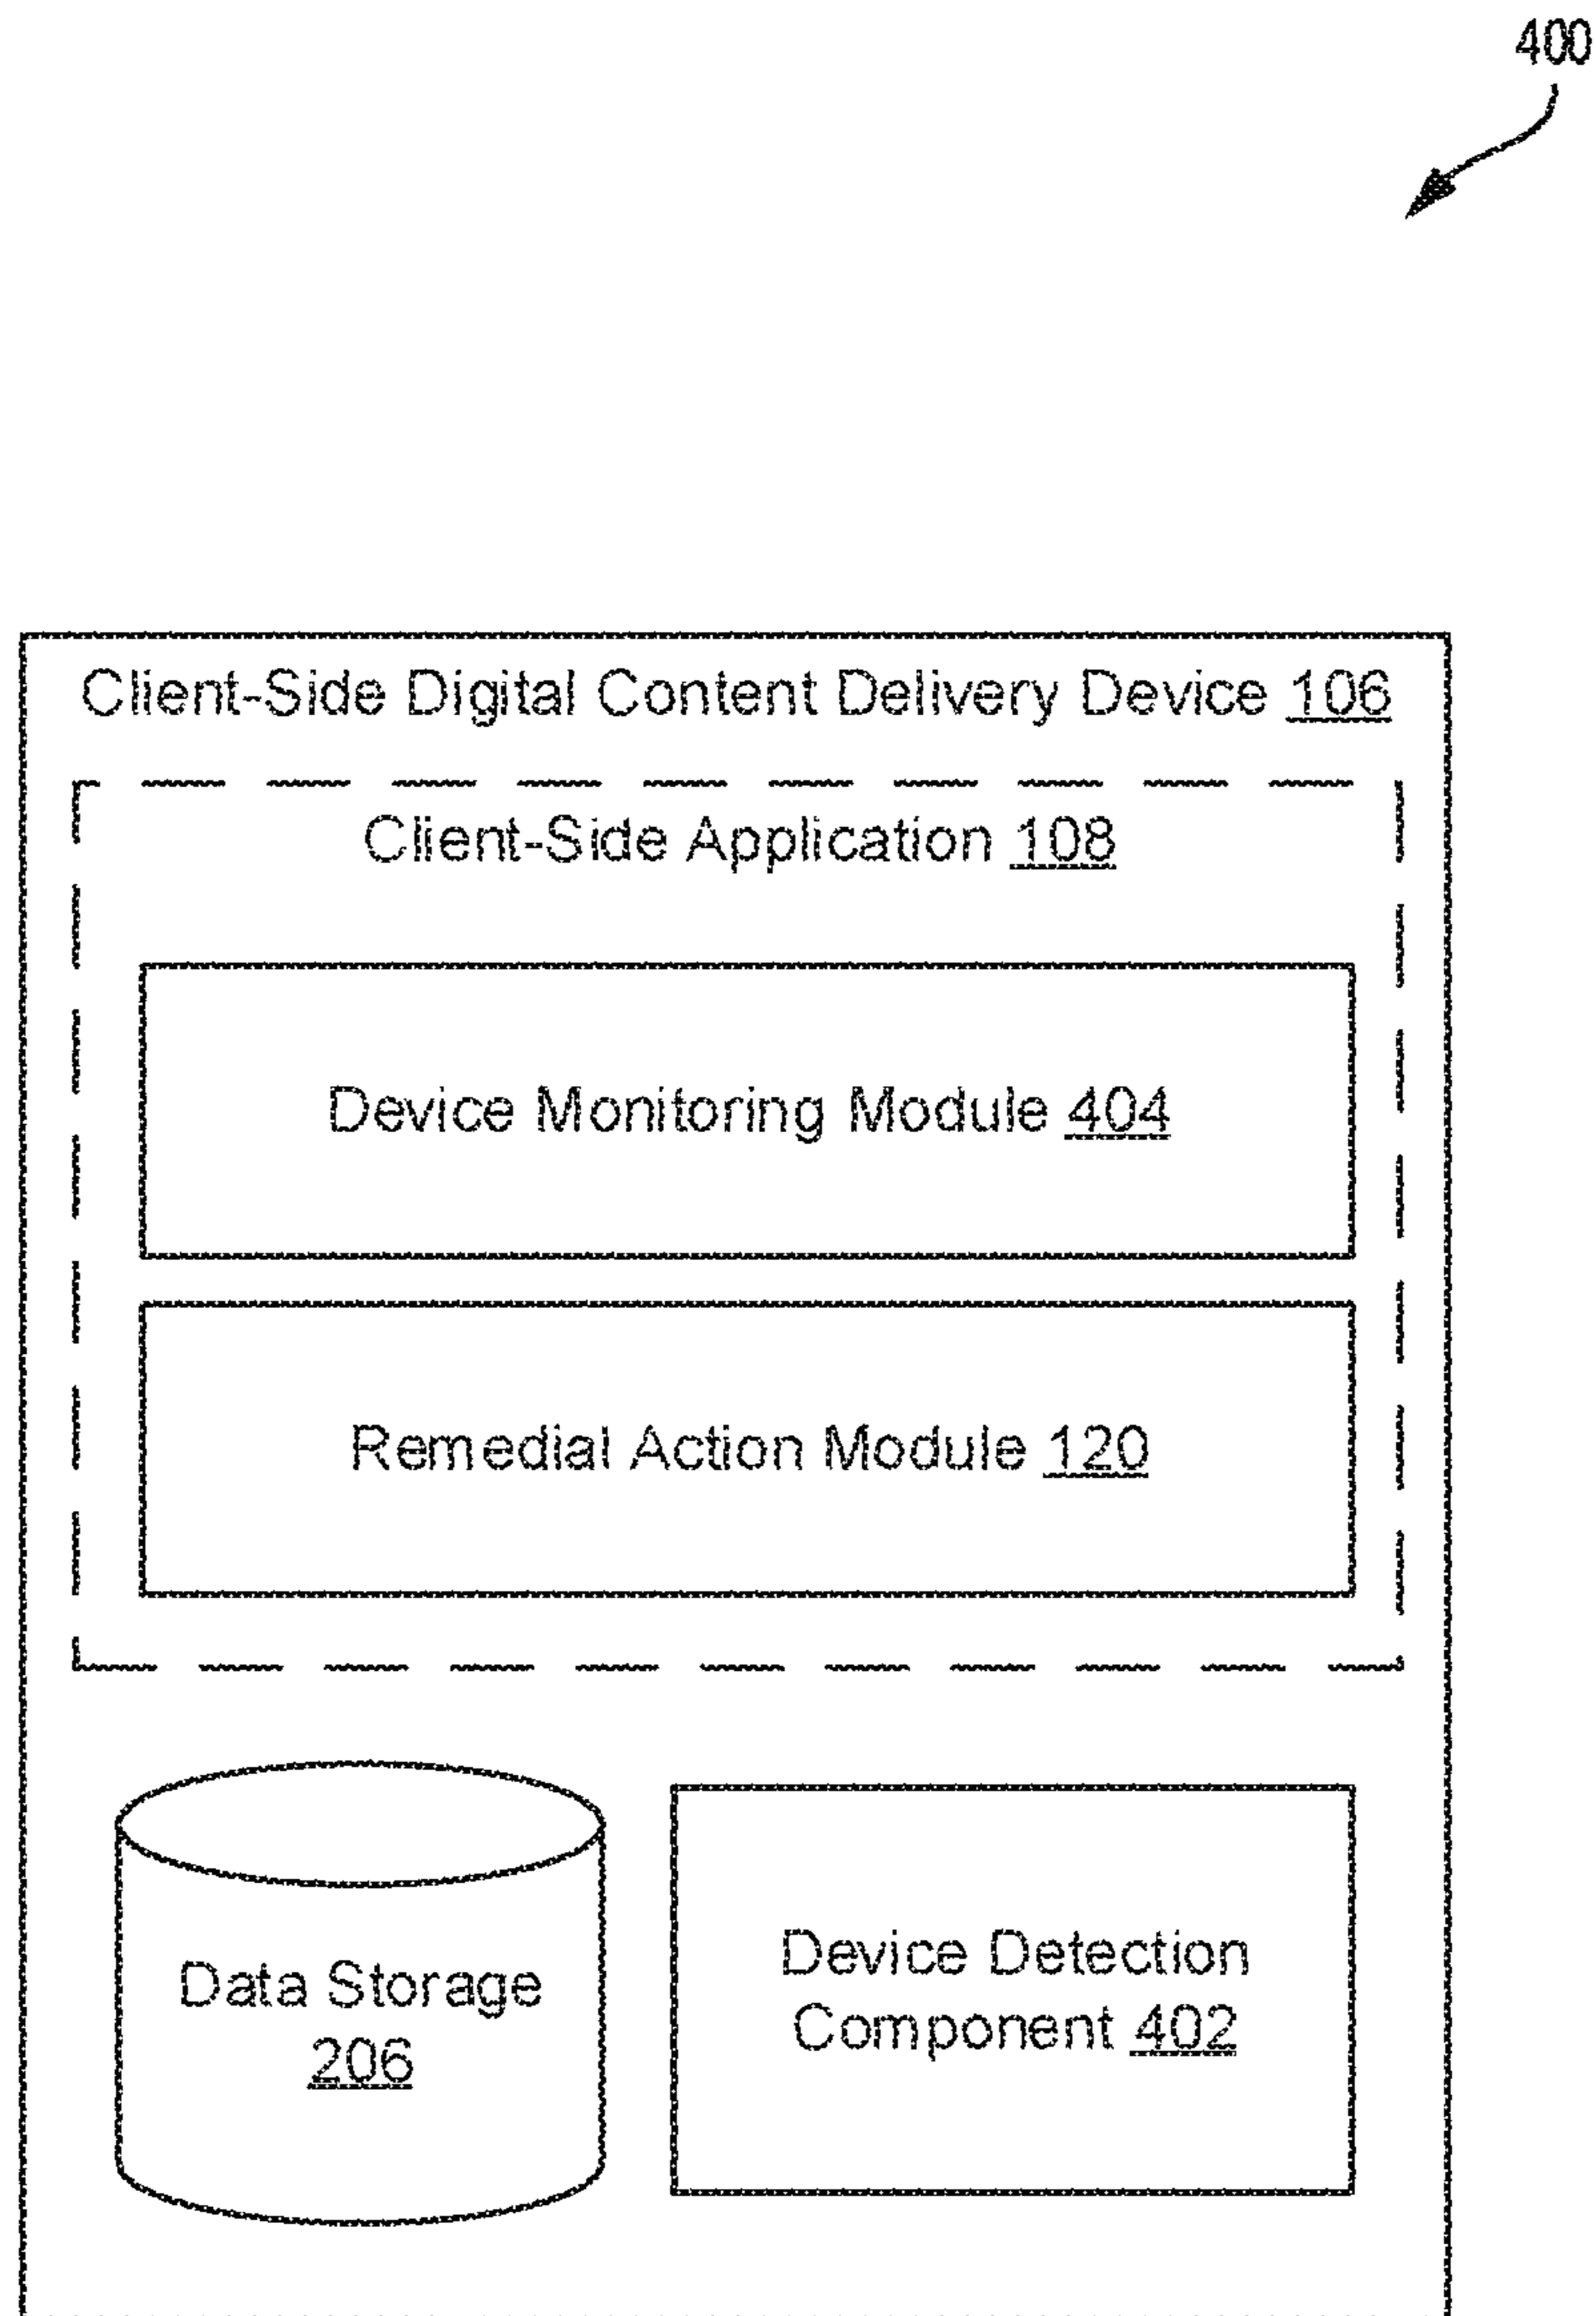 400
Client-Side Digital Content Delivery Device 106
Client-Side Application 108
Device Monitoring Module 404
Remedial Action Module 120
Data Storage
206
Device Detection
Component 402